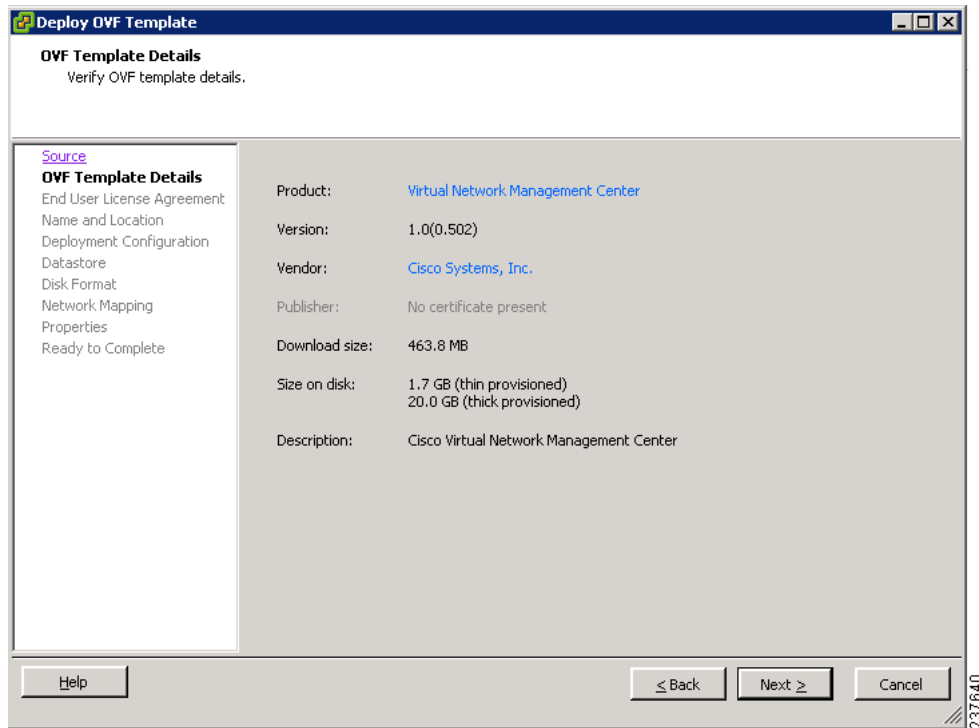 Deploy OVF Template
OVF Template Details
Verify OVF template details.
Source
OVF Template Details
End User License Agreement
Name and Location
Deployment Configuration
Datastore
Disk Format
Network Mapping
Properties
Ready to Complete
Product: Virtual Network Management Center
Version: 1.0(0.502)
Vendor: Cisco Systems, Inc.
Publisher: No certificate present
Download size: 463.8 MB
Size on disk: 1.7 GB (thin provisioned)
20.0 GB (thick provisioned)
Description: Cisco Virtual Network Management Center
Help
< Back
Next >
Cancel